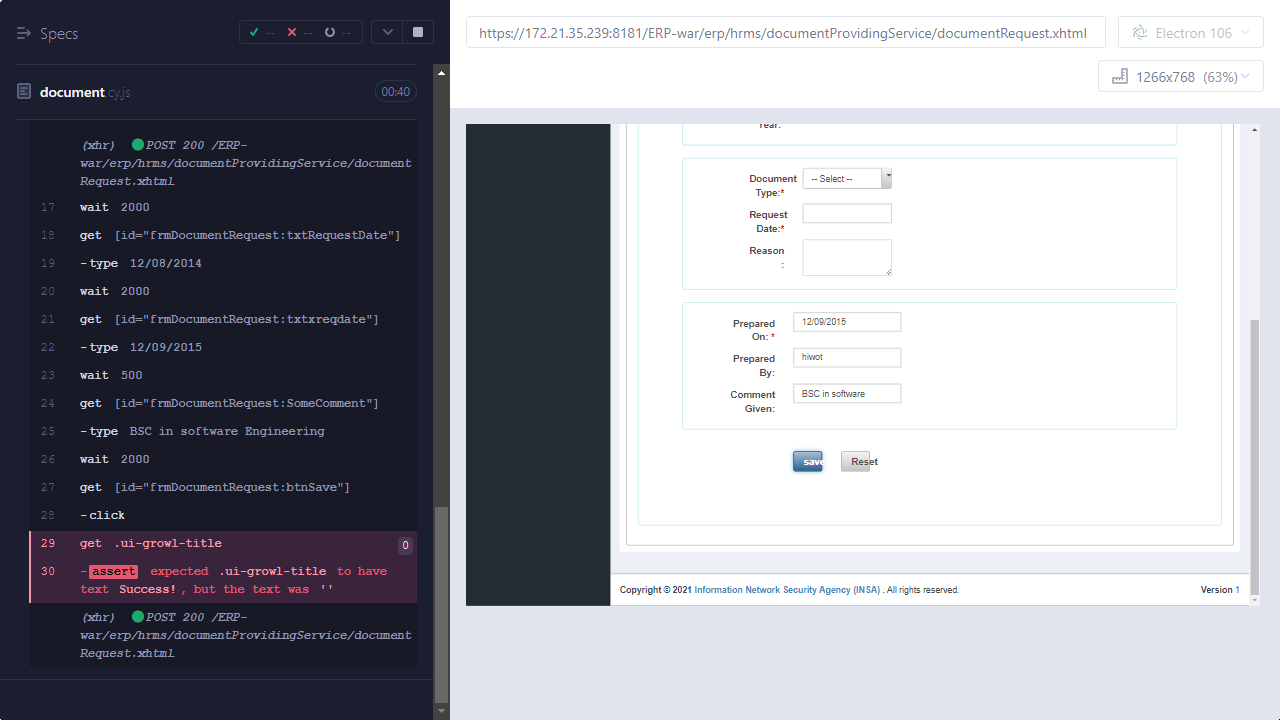 Specs
-- -- --
https://172.21.35.239:8181/ERP-war/erp/hrms/documentProvidingService/documentRequest.xhtml
Electron 106
1266x768 (63%)
document.cy.js
00:40
(xhr) POST 200 /ERP-
war/erp/hrms/documentProvidingService/document
Request.xhtml
17 wait 2000
18 get [id="frmDocumentRequest:txtRequestDate"]
19 -type 12/08/2014
20 wait 2000
21 get [id="frmDocumentRequest:txtxreqdate"]
22 -type 12/09/2015
23 wait 500
24 get [id="frmDocumentRequest:SomeComment"]
25 -type BSC in software Engineering
26 wait 2000
27 get [id="frmDocumentRequest:btnSave"]
28 -click
29 get .ui-growl-title 0
30 -assert expected .ui-growl-title to have
text Success!, but the text was ''
(xhr) POST 200 /ERP-
war/erp/hrms/documentProvidingService/document
Request.xhtml
Year:
Document
Type:*
-- Select --
Request
Date:*
Reason
:
Prepared
On: *
12/09/2015
Prepared
By:
hiwot
Comment
Given:
BSC in software
save Reset
Copyright © 2021 Information Network Security Agency (INSA) . All rights reserved.
Version 1